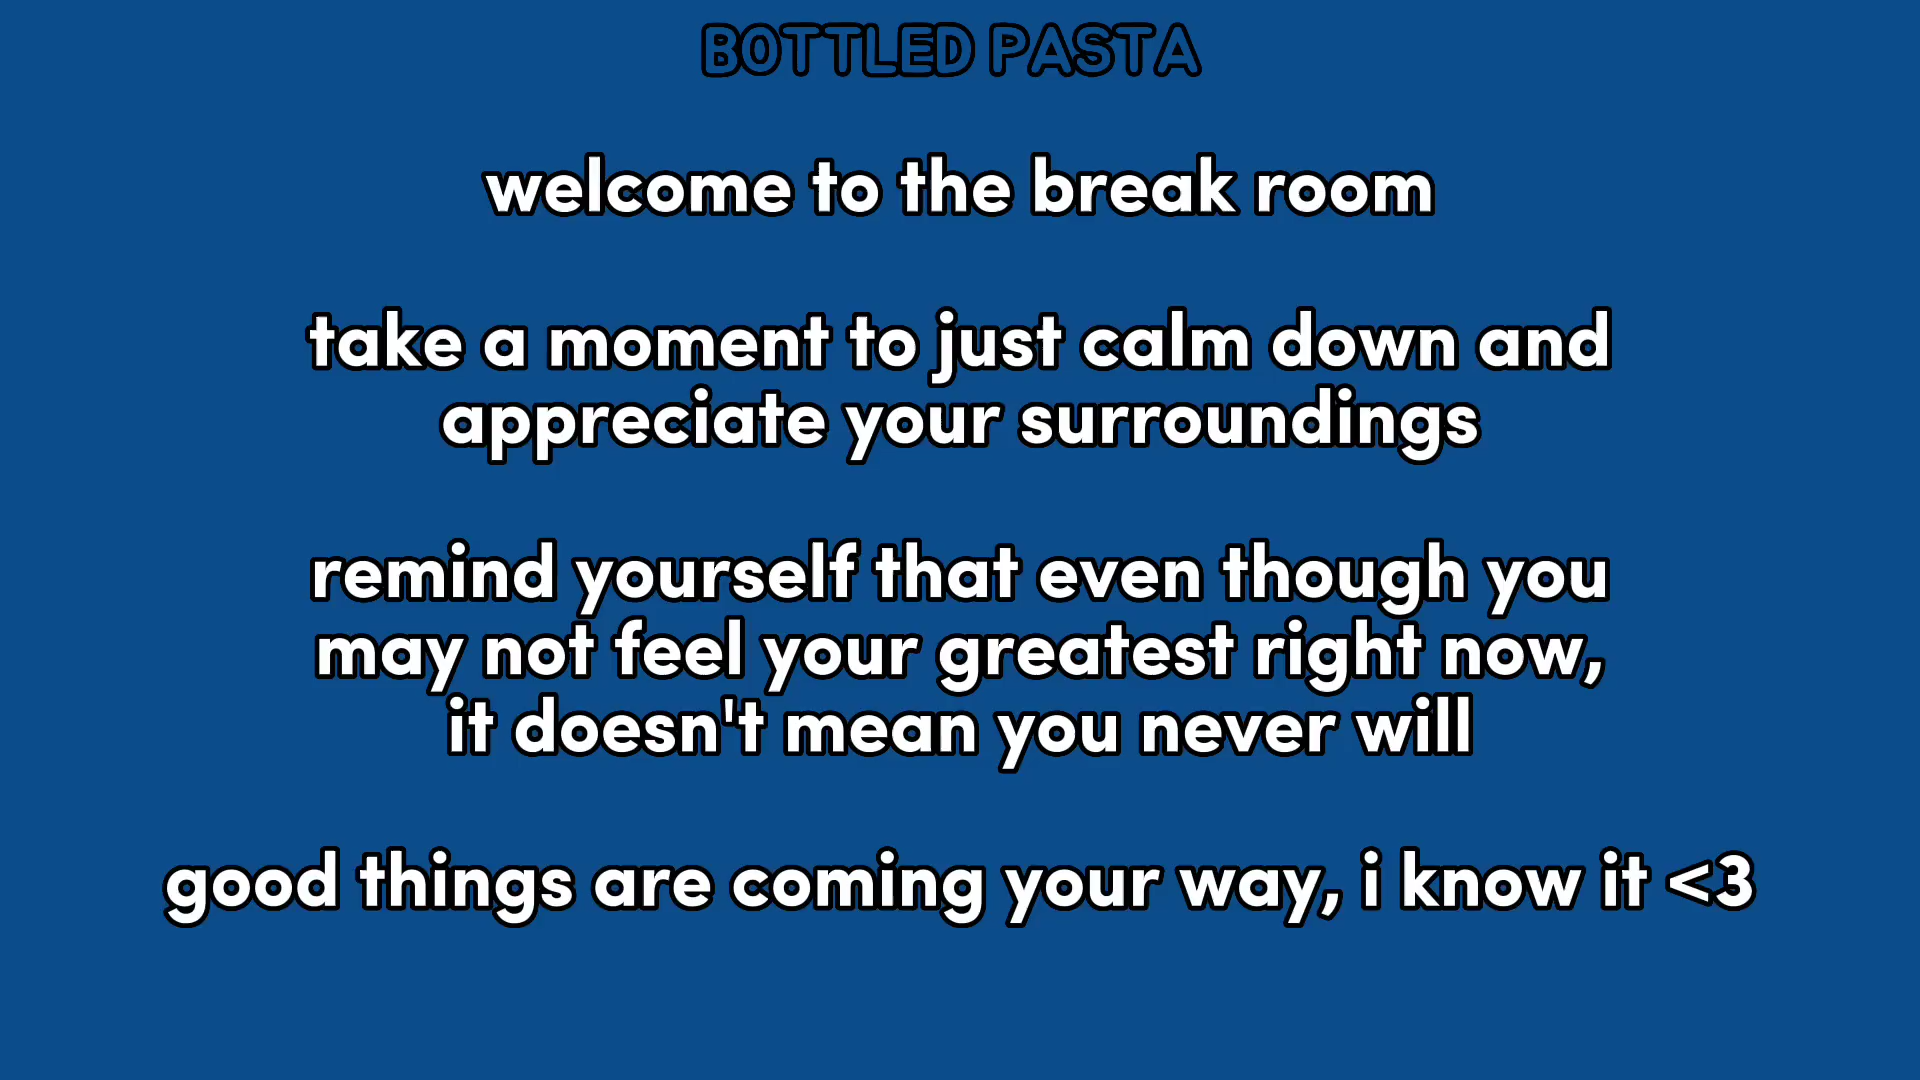 BOTTLED PASTA
welcome to the break room
take a moment to just calm down and
appreciate your surroundings
remind yourself that even though you
may not feel your greatest right now,
it doesn't mean you never will
good things are coming your way, i know it <3